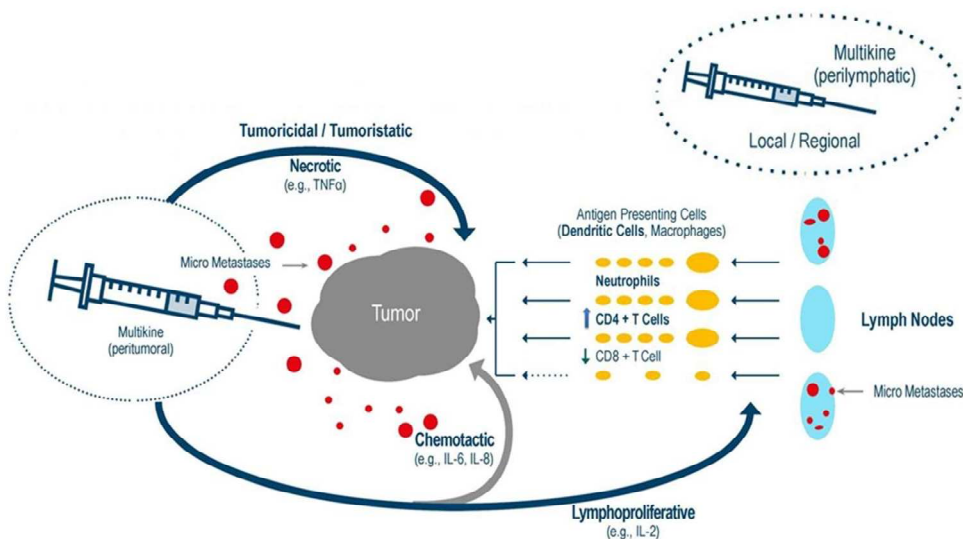 Multikine
(perilymphatic)
Local / Regional
Tumoricidal / Tumoristatic
Necrotic
(e.g., TNFα)
Antigen Presenting Cells
(Dendritic Cells, Macrophages)
Micro Metastases
Neutrophils
Tumor
CD4 + T Cells
Lymph Nodes
Multikine
(peritumoral)
CD8 + T Cell
Micro Metastases
Chemotactic
(e.g., IL-6, IL-8)
Lymphoproliferative
(e.g., IL-2)